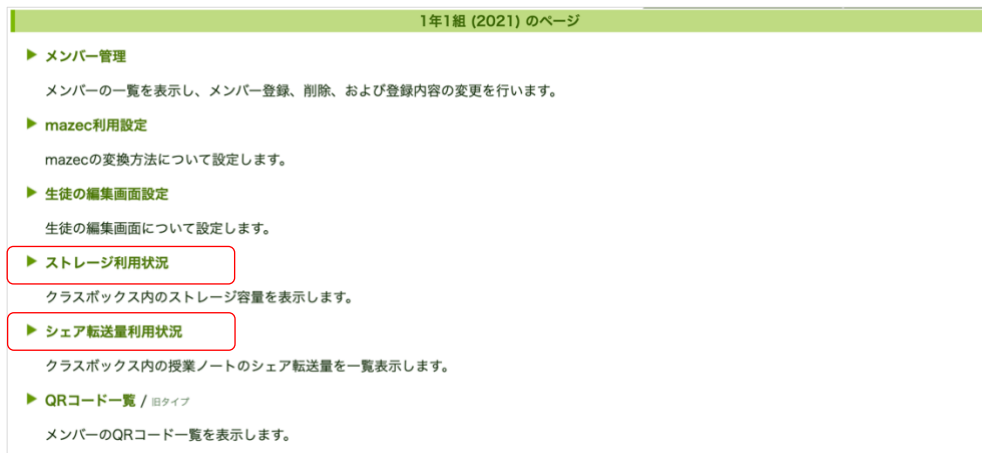 1年1組 (2021) のページ
メンバー管理
メンバーの一覧を表示し、メンバー登録、削除、および登録内容の変更を行います。
mazec利用設定
mazecの変換方法について設定します。
生徒の編集画面設定
生徒の編集画面について設定します。
ストレージ利用状況
クラスボックス内のストレージ容量を表示します。
シェア転送量利用状況
クラスボックス内の授業ノートのシェア転送量を一覧表示します。
QRコード一覧 / 旧タイプ
メンバーのQRコード一覧を表示します。